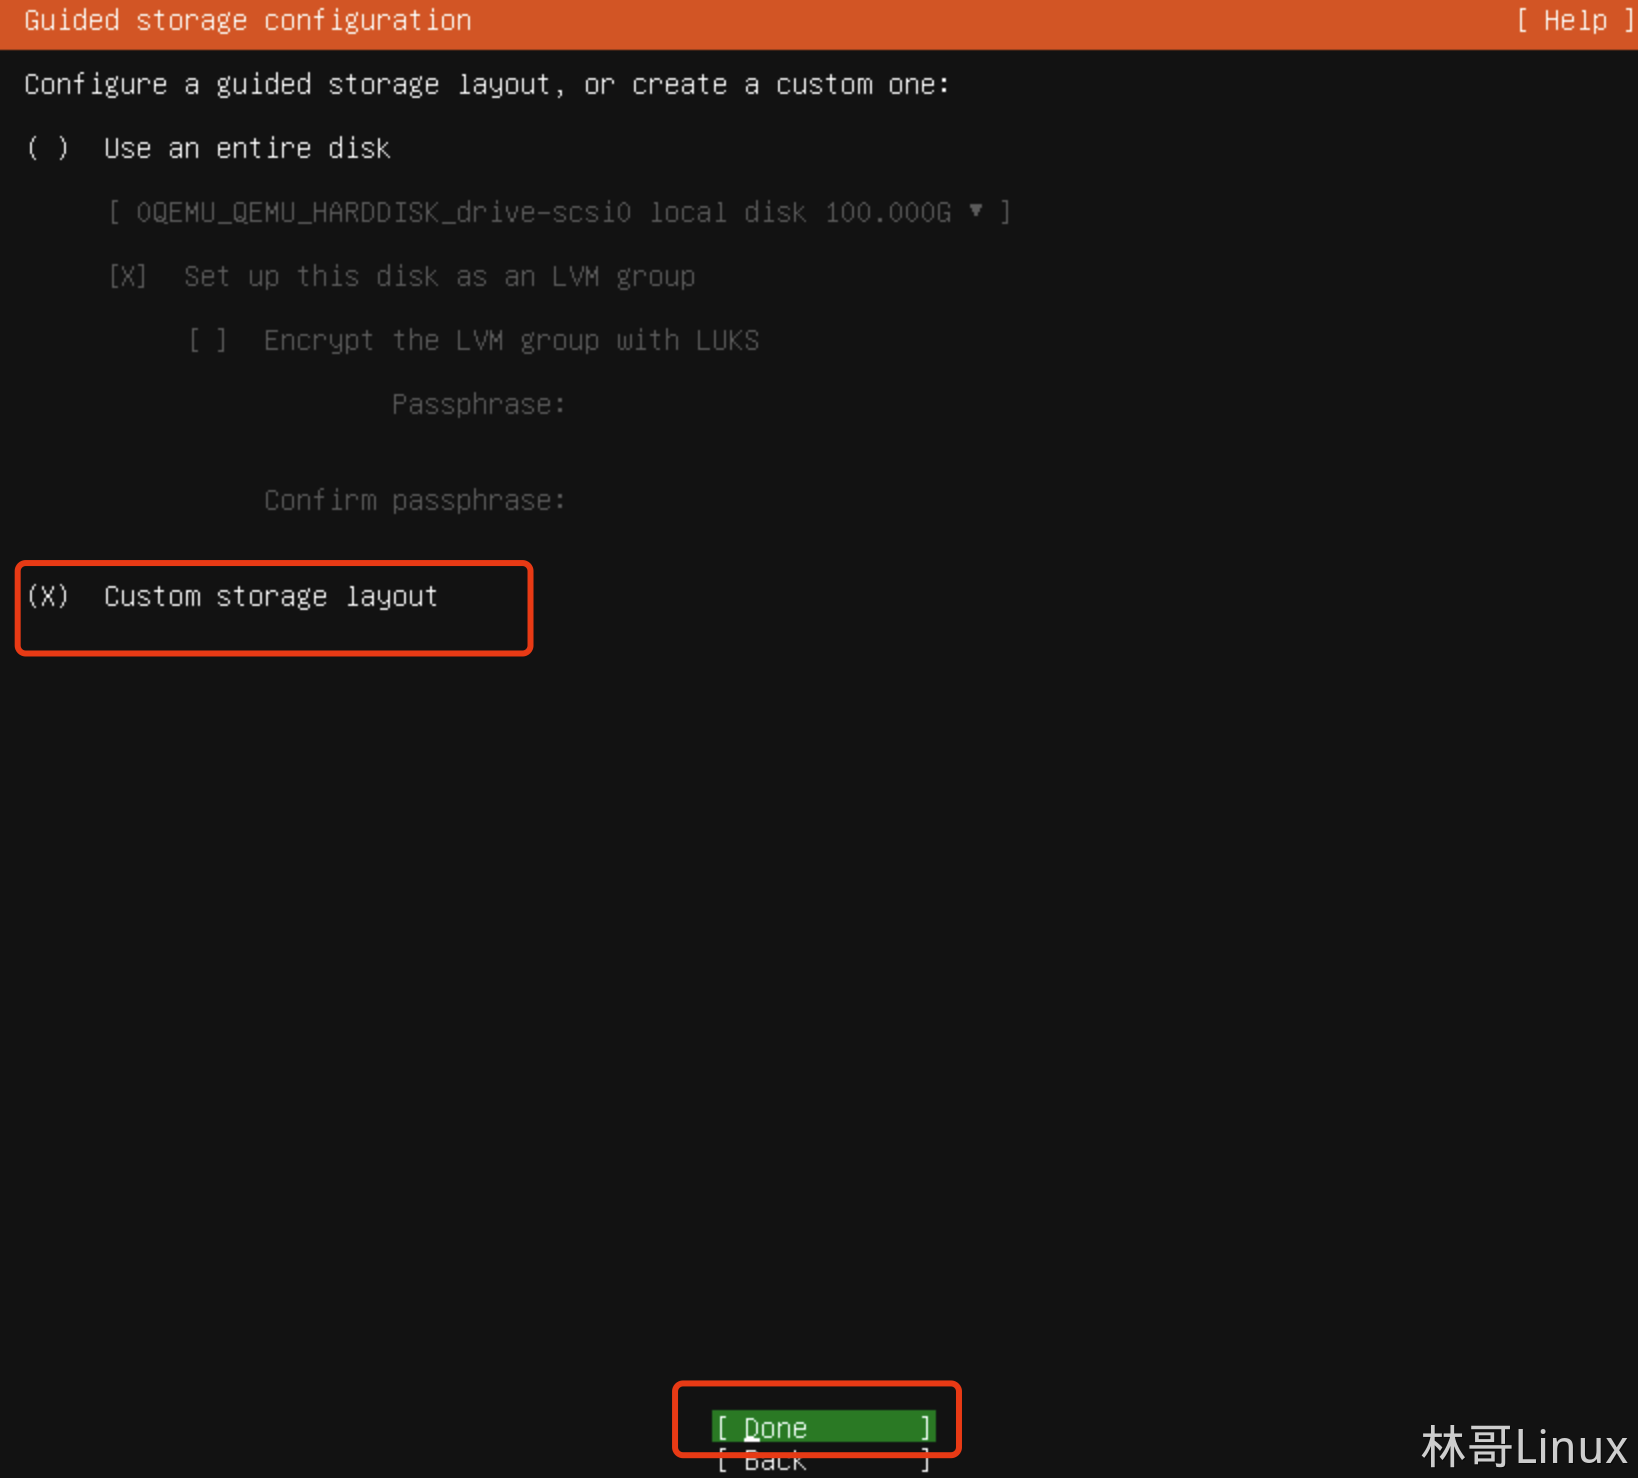 Guided storage configuration [ Help ]
Configure a guided storage layout, or create a custom one:
( ) Use an entire disk
[ 0QEMU_QEMU_HARDDISK_drive-scsi0 local disk 100.000G ▾ ]
[X] Set up this disk as an LVM group
[ ] Encrypt the LVM group with LUKS
Passphrase:
Confirm passphrase:
(X) Custom storage layout
[ Done ]
[ Back ]
林哥Linux